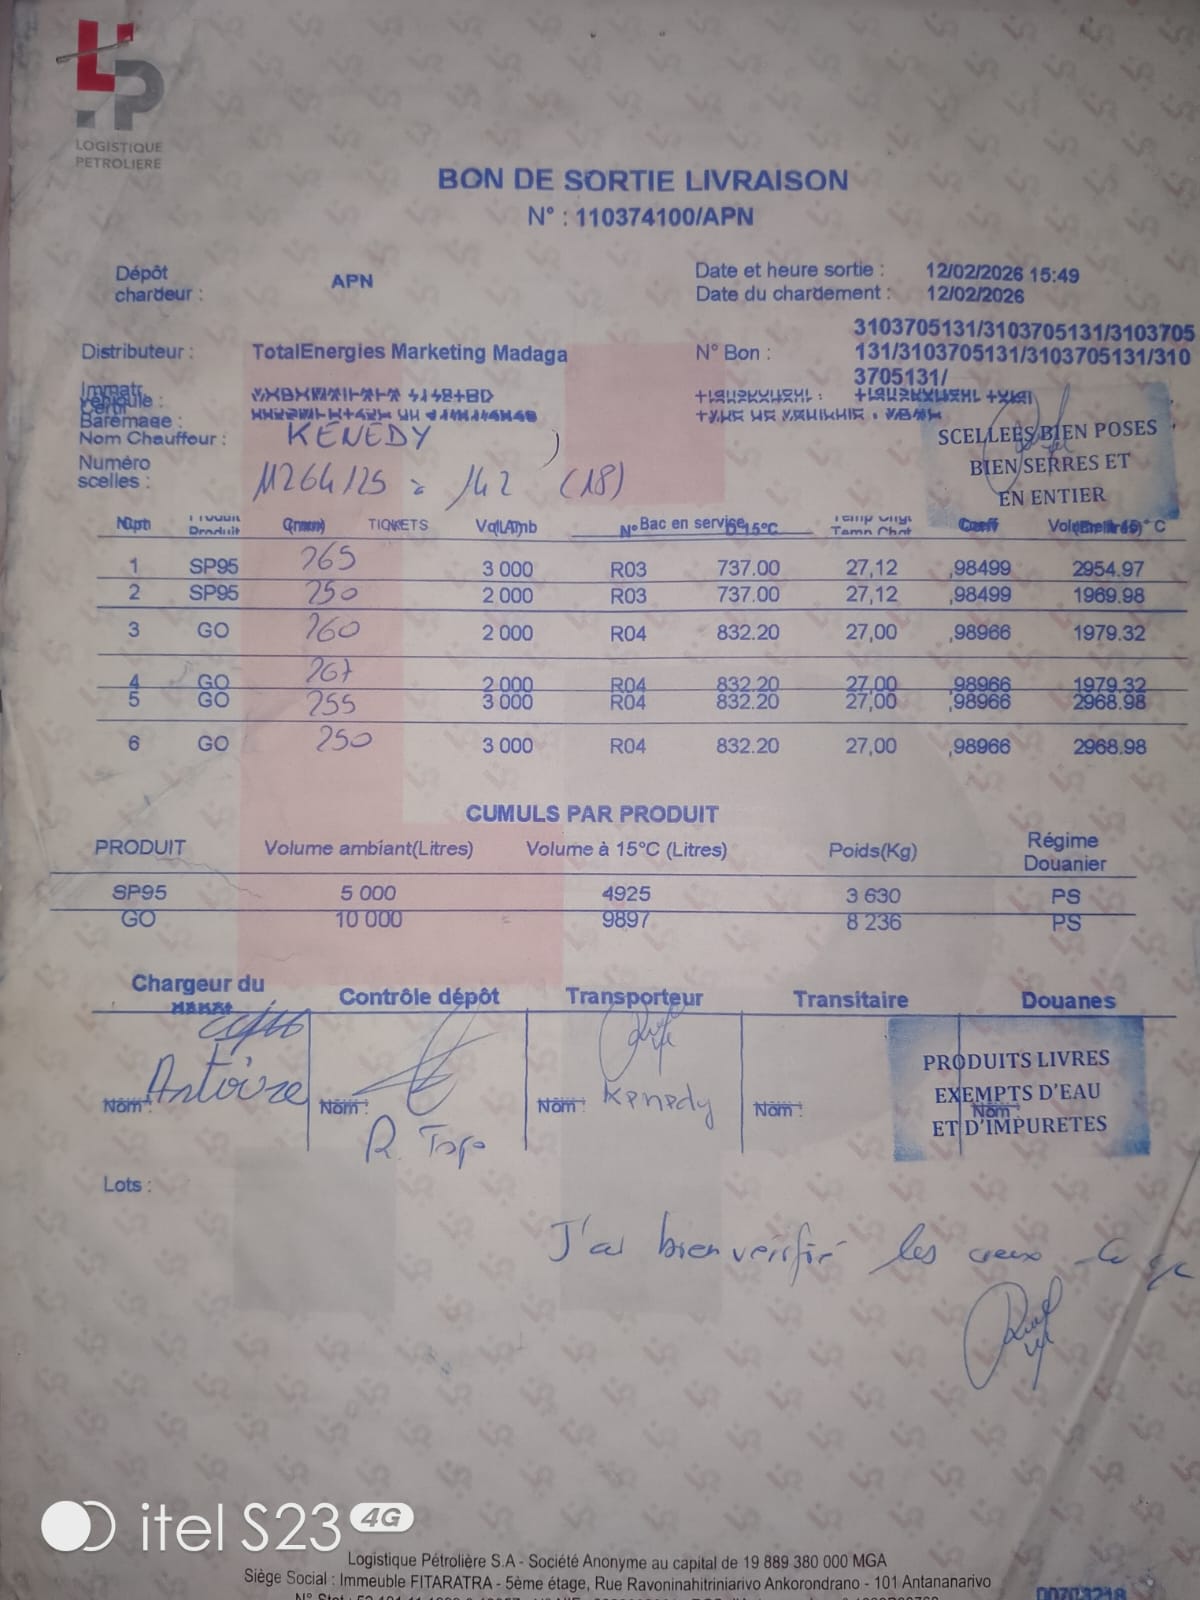 LP
LOGISTIQUE
PETROLIERE
BON DE SORTIE LIVRAISON
N° : 110374100/APN
Dépôt
chardeur :
APN
Date et heure sortie : 12/02/2026 15:49
Date du chardement : 12/02/2026
Distributeur : TotalEnergies Marketing Madaga
N° Bon :
3103705131/3103705131/3103705
131/3103705131/3103705131/310
3705131/
Immatr
véhicule :
Barèmage :
Nom Chauffeur : KENEDY
Numéro
scelles :
11264125 à 142 (18)
SCELLEES BIEN POSES
BIEN SERRES ET
EN ENTIER
TICKETS N° Bac en service
1 SP95 265 3 000 R03 737.00 27,12 ,98499 2954.97
2 SP95 250 2 000 R03 737.00 27,12 ,98499 1969.98
3 GO 260 2 000 R04 832.20 27,00 ,98966 1979.32
4 GO 267 2 000 R04 832.20 27,00 ,98966 1979.32
5 GO 255 3 000 R04 832.20 27,00 ,98966 2968.98
6 GO 250 3 000 R04 832.20 27,00 ,98966 2968.98
CUMULS PAR PRODUIT
PRODUIT Volume ambiant(Litres) Volume à 15°C (Litres) Poids(Kg) Régime
Douanier
SP95 5 000 4925 3 630 PS
GO 10 000 9897 8 236 PS
Chargeur du Contrôle dépôt Transporteur Transitaire Douanes
Nom : Antoine
Nom : R.
Nom : Kenedy
Nom :
Nom :
PRODUITS LIVRES
EXEMPTS D'EAU
ET D'IMPURETES
Lots :
J'ai bien vérifié les creux
itel S23 4G
Logistique Pétrolière S.A - Société Anonyme au capital de 19 889 380 000 MGA
Siège Social : Immeuble FITARATRA - 5ème étage, Rue Ravoninahitriniarivo Ankorondrano - 101 Antananarivo